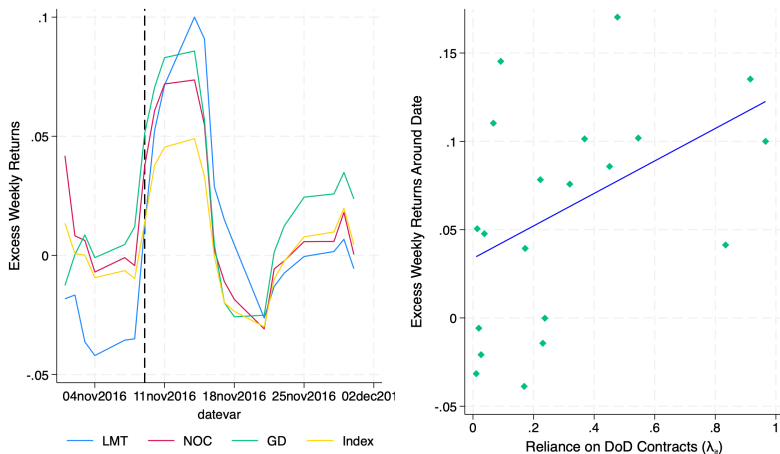 Excess Weekly Returns
.1
.05
0
-.05
04nov2016 11nov2016 18nov2016 25nov2016 02dec201
datevar
LMT NOC GD Index
Excess Weekly Returns Around Date
.15
.1
.05
0
-.05
0 .2 .4 .6 .8 1
Reliance on DoD Contracts (λₐ)